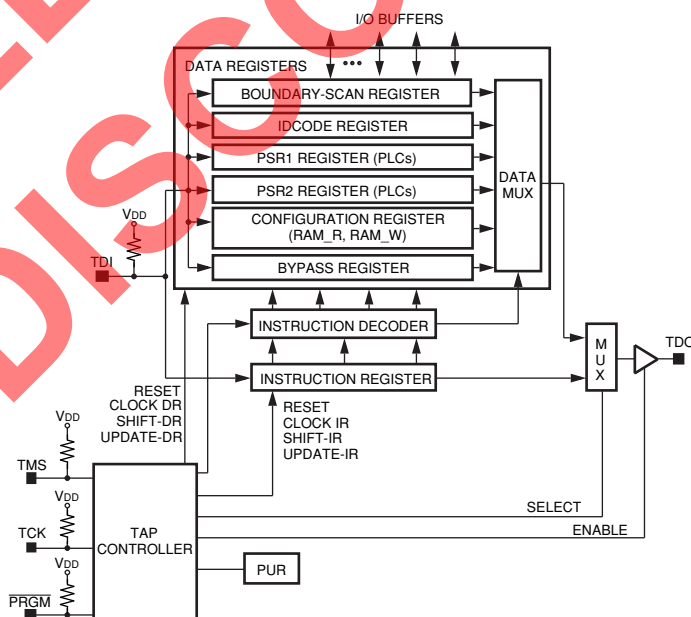 I/O BUFFERS
DATA REGISTERS
BOUNDARY-SCAN REGISTER
IDCODE REGISTER
PSR1 REGISTER (PLCs)
PSR2 REGISTER (PLCs)
CONFIGURATION REGISTER
(RAM_R, RAM_W)
BYPASS REGISTER
DATA
MUX
VDD
TDI
INSTRUCTION DECODER
INSTRUCTION REGISTER
M
U
X
RESET
CLOCK DR
SHIFT-DR
UPDATE-DR
RESET
CLOCK IR
SHIFT-IR
UPDATE-IR
VDD
TMS
VDD
TCK
VDD
PRGM
TAP
CONTROLLER
SELECT
ENABLE
PUR
DISCO